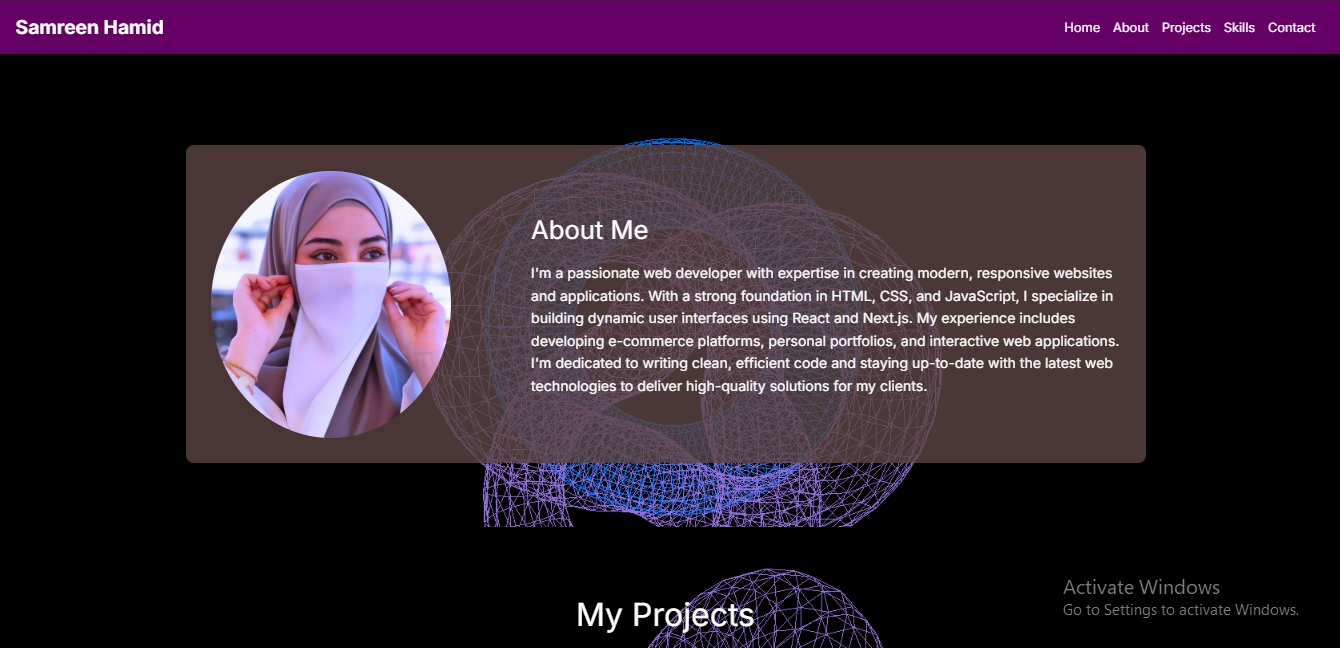 Samreen Hamid
Home About Projects Skills Contact
About Me
I'm a passionate web developer with expertise in creating modern, responsive websites
and applications. With a strong foundation in HTML, CSS, and JavaScript, I specialize in
building dynamic user interfaces using React and Next.js. My experience includes
developing e-commerce platforms, personal portfolios, and interactive web applications.
I'm dedicated to writing clean, efficient code and staying up-to-date with the latest web
technologies to deliver high-quality solutions for my clients.
My Projects
Activate Windows
Go to Settings to activate Windows.